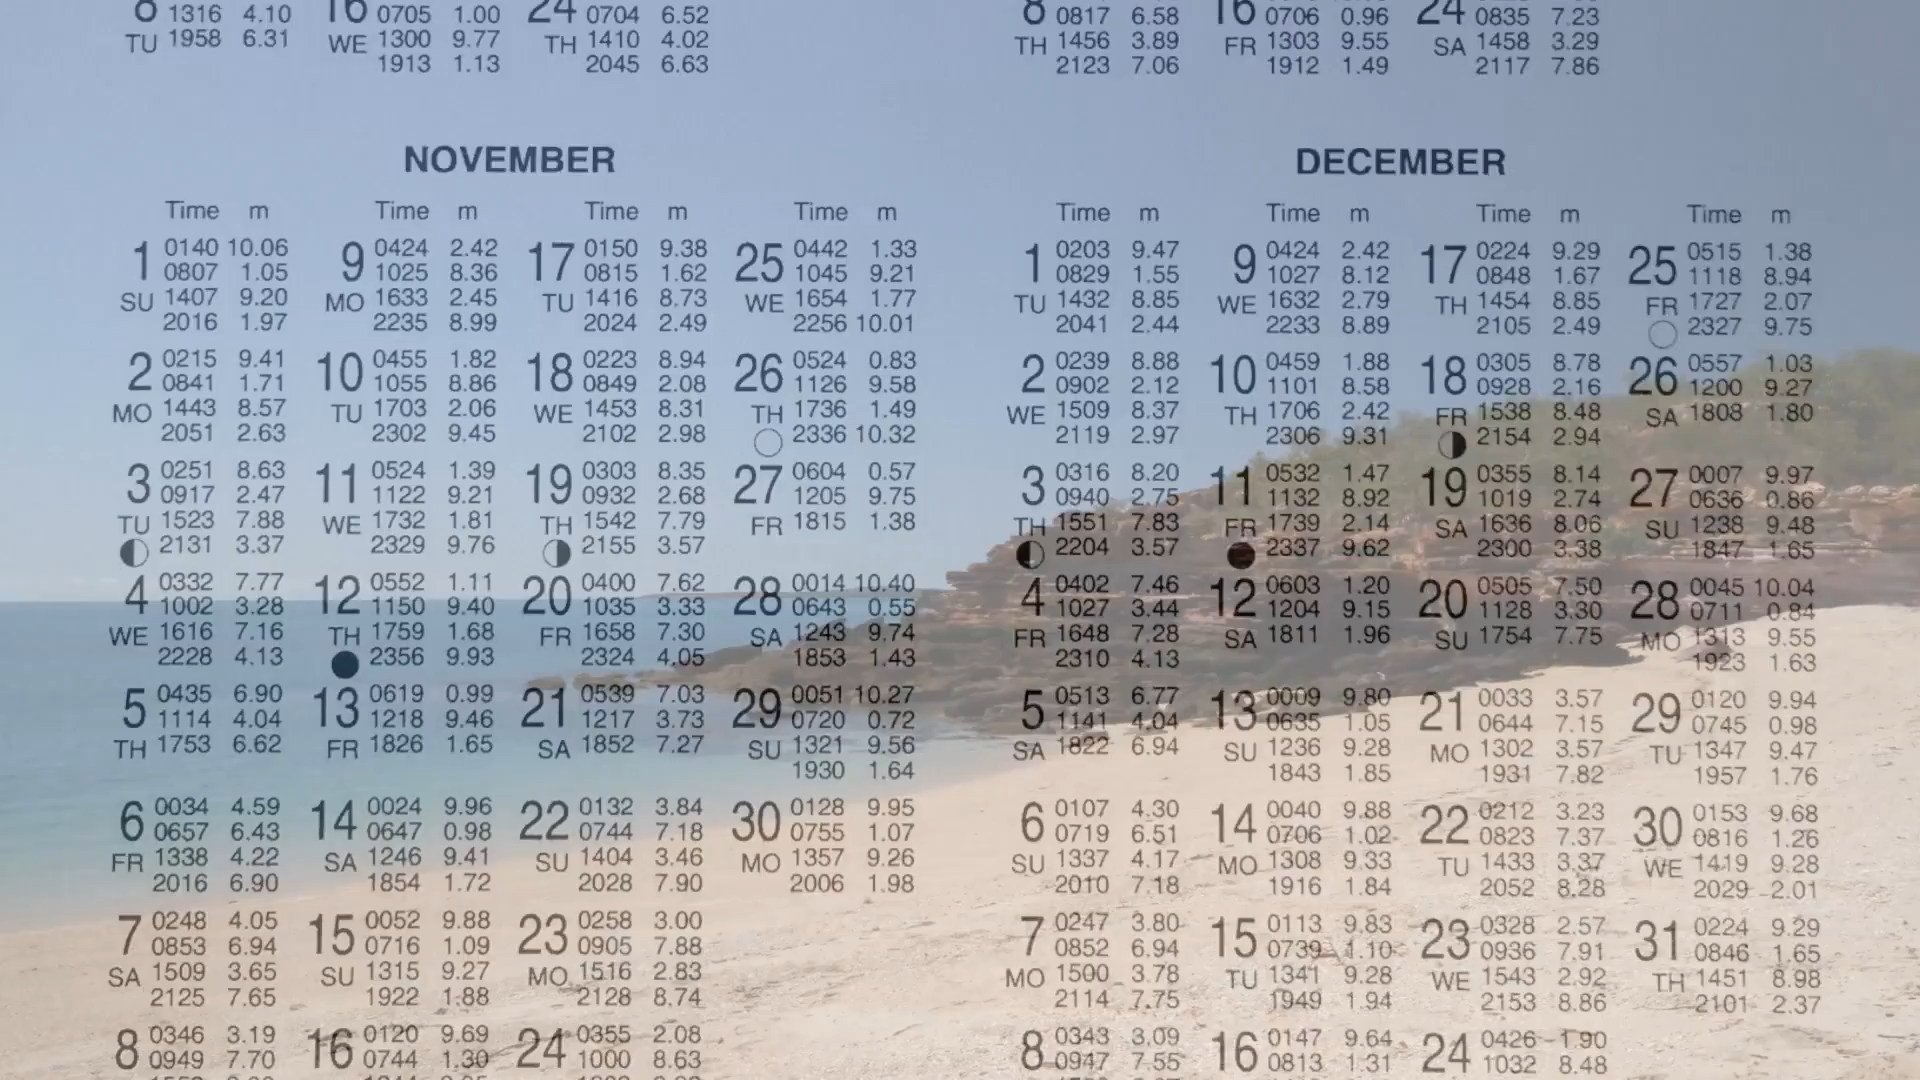 8 1316 4.10
TU 1958 6.31
16 0705 1.00
WE 1300 9.77
1913 1.13
24 0704 6.52
TH 1410 4.02
2045 6.63
8 0817 6.58
TH 1456 3.89
2123 7.06
16 0706 0.96
FR 1303 9.55
1912 1.49
24 0835 7.23
SA 1458 3.29
2117 7.86
NOVEMBER
Time m Time m Time m Time m
1 0140 10.06
0807 1.05
SU 1407 9.20
2016 1.97
2 0215 9.41
0841 1.71
MO 1443 8.57
2051 2.63
3 0251 8.63
0917 2.47
TU 1523 7.88
2131 3.37
4 0332 7.77
1002 3.28
WE 1616 7.16
2228 4.13
5 0435 6.90
1114 4.04
TH 1753 6.62
6 0034 4.59
0657 6.43
FR 1338 4.22
2016 6.90
7 0248 4.05
0853 6.94
SA 1509 3.65
2125 7.65
8 0346 3.19
0949 7.70
9 0424 2.42
1025 8.36
MO 1633 2.45
2235 8.99
10 0455 1.82
1055 8.86
TU 1703 2.06
2302 9.45
11 0524 1.39
1122 9.21
WE 1732 1.81
2329 9.76
12 0552 1.11
1150 9.40
TH 1759 1.68
2356 9.93
13 0619 0.99
1218 9.46
FR 1826 1.65
14 0024 9.96
0647 0.98
SA 1246 9.41
1854 1.72
15 0052 9.88
0716 1.09
SU 1315 9.27
1922 1.88
16 0120 9.69
0744 1.30
17 0150 9.38
0815 1.62
TU 1416 8.73
2024 2.49
18 0223 8.94
0849 2.08
WE 1453 8.31
2102 2.98
19 0303 8.35
0932 2.68
TH 1542 7.79
2155 3.57
20 0400 7.62
1035 3.33
FR 1658 7.30
2324 4.05
21 0539 7.03
1217 3.73
SA 1852 7.27
22 0132 3.84
0744 7.18
SU 1404 3.46
2028 7.90
23 0258 3.00
0905 7.88
MO 1516 2.83
2128 8.74
24 0355 2.08
1000 8.63
25 0442 1.33
1045 9.21
WE 1654 1.77
2256 10.01
26 0524 0.83
1126 9.58
TH 1736 1.49
2336 10.32
27 0604 0.57
1205 9.75
FR 1815 1.38
28 0014 10.40
0643 0.55
SA 1243 9.74
1853 1.43
29 0051 10.27
0720 0.72
SU 1321 9.56
1930 1.64
30 0128 9.95
0755 1.07
MO 1357 9.26
2006 1.98
DECEMBER
Time m Time m Time m Time m
1 0203 9.47
0829 1.55
TU 1432 8.85
2041 2.44
2 0239 8.88
0902 2.12
WE 1509 8.37
2119 2.97
3 0316 8.20
0940 2.75
TH 1551 7.83
2204 3.57
4 0402 7.46
1027 3.44
FR 1648 7.28
2310 4.13
5 0513 6.77
1141 4.04
SA 1822 6.94
6 0107 4.30
0719 6.51
SU 1337 4.17
2010 7.18
7 0247 3.80
0852 6.94
MO 1500 3.78
2114 7.75
8 0343 3.09
0947 7.55
9 0424 2.42
1027 8.12
WE 1632 2.79
2233 8.89
10 0459 1.88
1101 8.58
TH 1706 2.42
2306 9.31
11 0532 1.47
1132 8.92
FR 1739 2.14
2337 9.62
12 0603 1.20
1204 9.15
SA 1811 1.96
13 0009 9.80
0635 1.05
SU 1236 9.28
1843 1.85
14 0040 9.88
0706 1.02
MO 1308 9.33
1916 1.84
15 0113 9.83
0739 1.10
TU 1341 9.28
1949 1.94
16 0147 9.64
0813 1.31
17 0224 9.29
0848 1.67
TH 1454 8.85
2105 2.49
18 0305 8.78
0928 2.16
FR 1538 8.48
2154 2.94
19 0355 8.14
1019 2.74
SA 1636 8.06
2300 3.38
20 0505 7.50
1128 3.30
SU 1754 7.75
21 0033 3.57
0644 7.15
MO 1302 3.57
1931 7.82
22 0212 3.23
0823 7.37
TU 1433 3.37
2052 8.28
23 0328 2.57
0936 7.91
WE 1543 2.92
2153 8.86
24 0426 1.90
1032 8.48
25 0515 1.38
1118 8.94
FR 1727 2.07
2327 9.75
26 0557 1.03
1200 9.27
SA 1808 1.80
27 0007 9.97
0636 0.86
SU 1238 9.48
1847 1.65
28 0045 10.04
0711 0.84
MO 1313 9.55
1923 1.63
29 0120 9.94
0745 0.98
TU 1347 9.47
1957 1.76
30 0153 9.68
0816 1.26
WE 1419 9.28
2029 2.01
31 0224 9.29
0846 1.65
TH 1451 8.98
2101 2.37